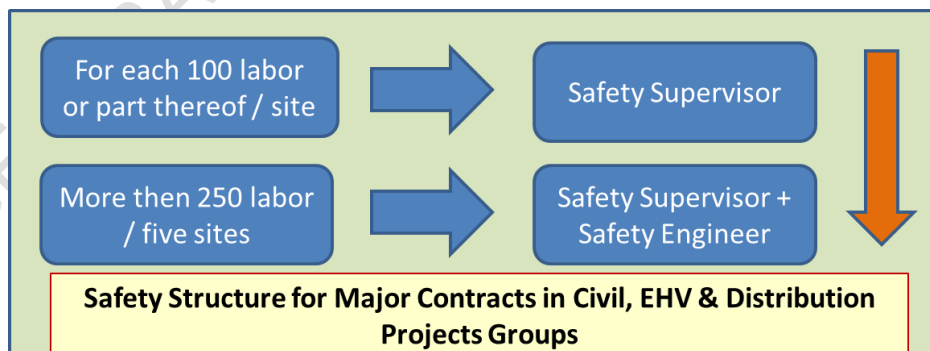 For each 100 labor
or part thereof / site
Safety Supervisor
More then 250 labor
/ five sites
Safety Supervisor +
Safety Engineer
Safety Structure for Major Contracts in Civil, EHV & Distribution
Projects Groups